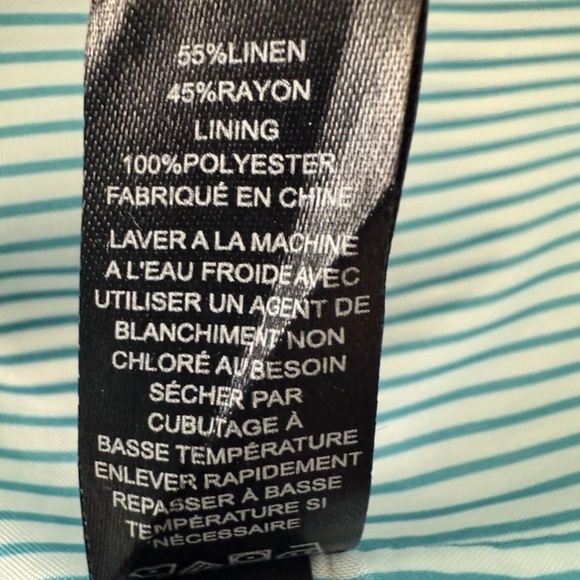 55%LINEN
45%RAYON
LINING
100%POLYESTER
FABRIQUÉ EN CHINE
LAVER A LA MACHINE
A L'EAU FROIDE AVEC
UTILISER UN AGENT DE
BLANCHIMENT NON
CHLORÉ AU BESOIN
SÉCHER PAR
CUBUTAGE À
BASSE TEMPÉRATURE
ENLEVER RAPIDEMENT
REPASSER À BASSE
TEMPÉRATURE SI
NÉCESSAIRE